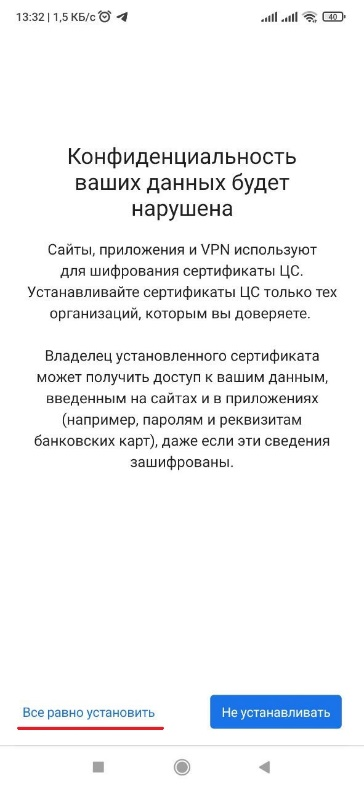 13:32 | 1,5 КБ/с
40
Конфиденциальность
ваших данных будет
нарушена
Сайты, приложения и VPN используют
для шифрования сертификаты ЦС.
Устанавливайте сертификаты ЦС только тех
организаций, которым вы доверяете.
Владелец установленного сертификата
может получить доступ к вашим данным,
введенным на сайтах и в приложениях
(например, паролям и реквизитам
банковских карт), даже если эти сведения
зашифрованы.
Все равно установить
Не устанавливать